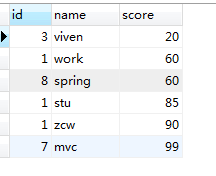 id name score
3 viven 20
1 work 60
8 spring 60
1 stu 85
1 zcw 90
7 mvc 99